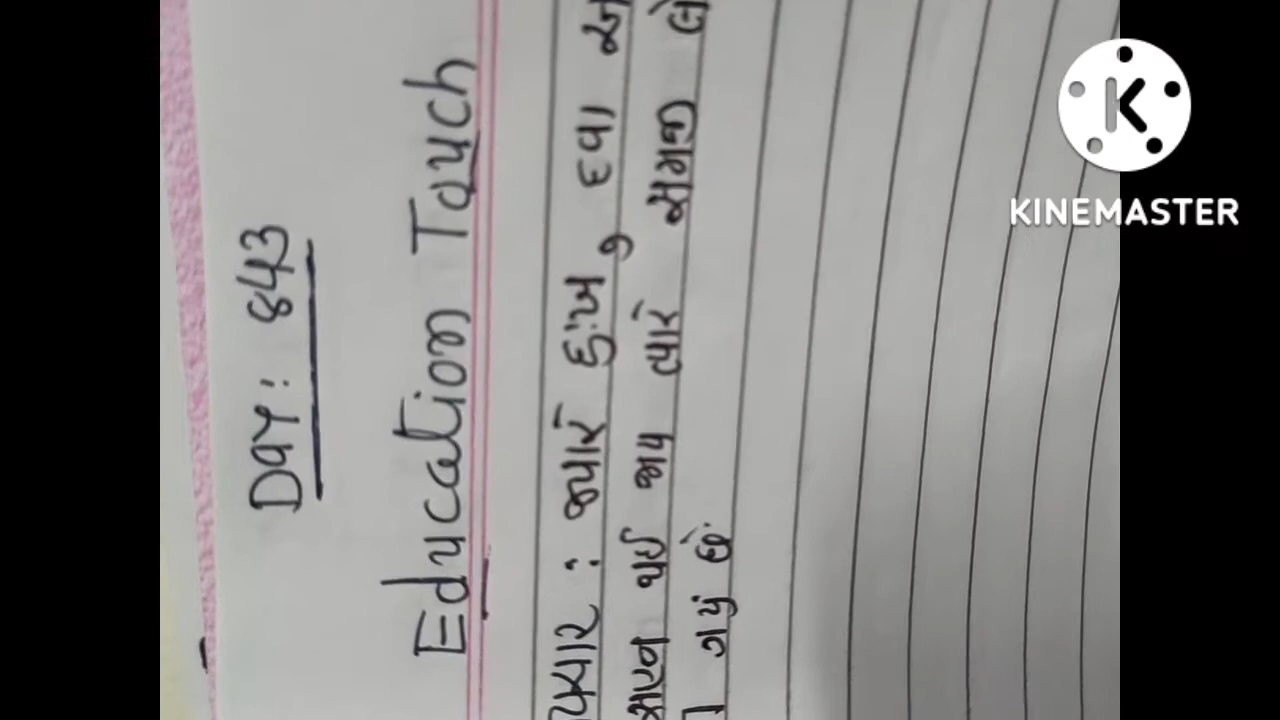 DAY: 843
Education Touch
: જ્યારે દુઃખ, દવા
થઈ જાય ત્યારે સમજી
ગયું છે.
KINEMASTER